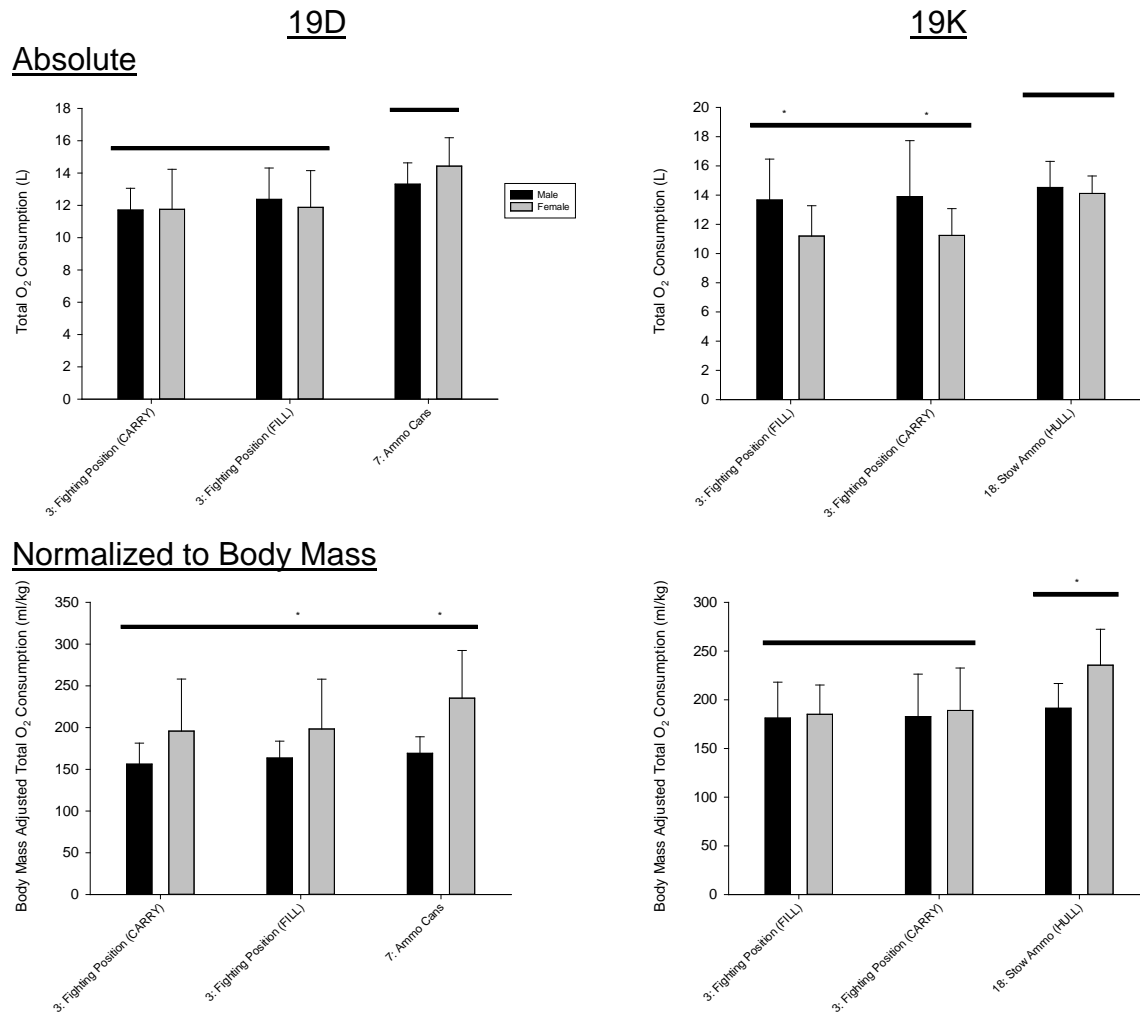 19D
19K
Absolute
Total O₂ Consumption (L)
18
16
14
12
10
8
6
4
2
0
*
3: Fighting Position (CARRY)
3: Fighting Position (FILL)
7: Ammo Cans
Male
Female
Total O₂ Consumption (L)
20
18
16
14
12
10
8
6
4
2
0
* *
3: Fighting Position (FILL)
3: Fighting Position (CARRY)
18: Stow Ammo (HULL)
Normalized to Body Mass
Body Mass Adjusted Total O₂ Consumption (ml/kg)
350
300
250
200
150
100
50
0
* *
3: Fighting Position (CARRY)
3: Fighting Position (FILL)
7: Ammo Cans
Body Mass Adjusted Total O₂ Consumption (ml/kg)
300
250
200
150
100
50
0
*
3: Fighting Position (FILL)
3: Fighting Position (CARRY)
18: Stow Ammo (HULL)